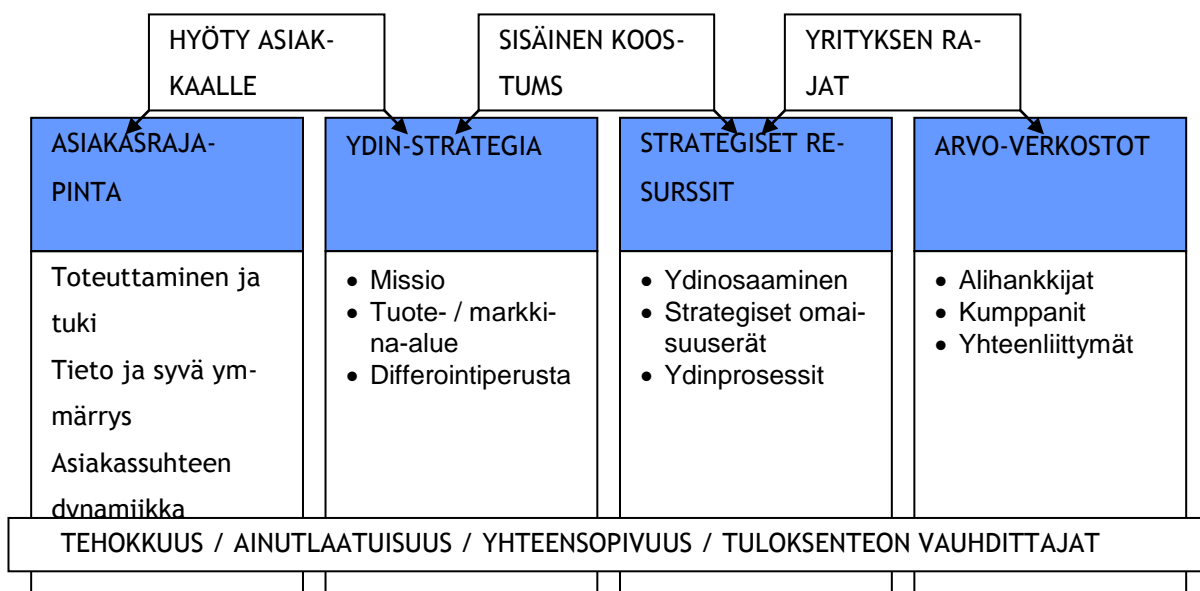 HYÖTY ASIAK-
KAALLE
SISÄINEN KOOS-
TUMS
YRITYKSEN RA-
JAT
ASIAKASRAJA-
PINTA
YDIN-STRATEGIA
STRATEGISET RE-
SURSSIT
ARVO-VERKOSTOT
Toteuttaminen ja
tuki
Tieto ja syvä ym-
märrys
Asiakassuhteen
dynamiikka
• Missio
• Tuote- / markki-
na-alue
• Differointiperusta
• Ydinosaaminen
• Strategiset omai-
suuserät
• Ydinprosessit
• Alihankkijat
• Kumppanit
• Yhteenliittymät
TEHOKKUUS / AINUTLAATUISUUS / YHTEENSOPIVUUS / TULOKSENTEON VAUHDITTAJAT